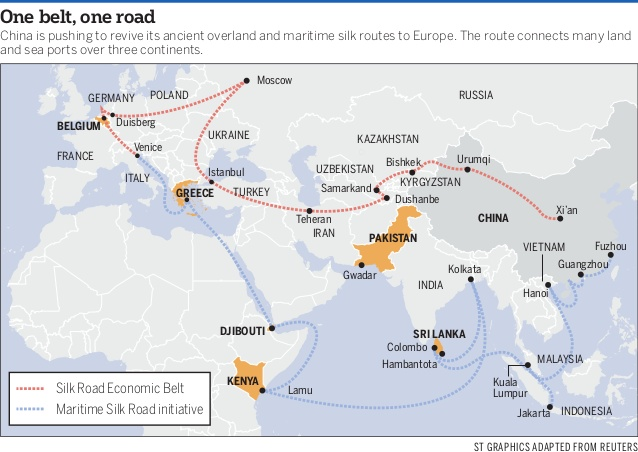 One belt, one road
China is pushing to revive its ancient overland and maritime silk routes to Europe. The route connects many land
and sea ports over three continents.
Moscow
GERMANY
POLAND
RUSSIA
Duisberg
BELGIUM
UKRAINE
KAZAKHSTAN
Venice
FRANCE
Bishkek
Urumqi
ITALY
Istanbul
UZBEKISTAN
KYRGYZSTAN
GREECE
TURKEY
Samarkand
Dushanbe
Teheran
IRAN
CHINA
Xi'an
PAKISTAN
VIETNAM
Fuzhou
Gwadar
Kolkata
Guangzhou
INDIA
Hanoi
DJIBOUTI
SRI LANKA
Colombo
Hambantota
MALAYSIA
KENYA
Lamu
Kuala
Lumpur
Jakarta
INDONESIA
Silk Road Economic Belt
Maritime Silk Road initiative
ST GRAPHICS ADAPTED FROM REUTERS